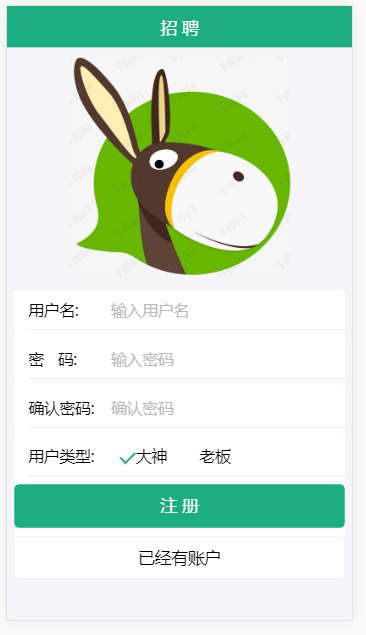 招 聘
用户名: 输入用户名
密 码: 输入密码
确认密码: 确认密码
用户类型: 大神 老板
注 册
已经有账户